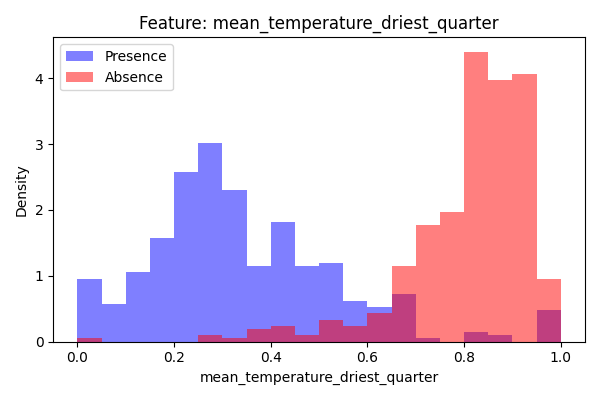 Feature: mean_temperature_driest_quarter
Presence
Absence
Density
4
3
2
1
0
0.0 0.2 0.4 0.6 0.8 1.0
mean_temperature_driest_quarter